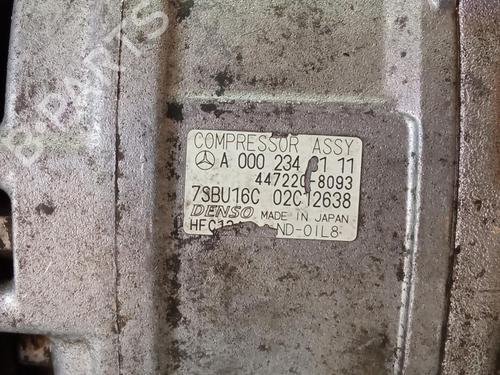 B-PARTS
COMPRESSOR ASSY
A 000 234 11
447220-8093
7SBU16C 02C12638
DENSO MADE IN JAPAN
ND-OIL8